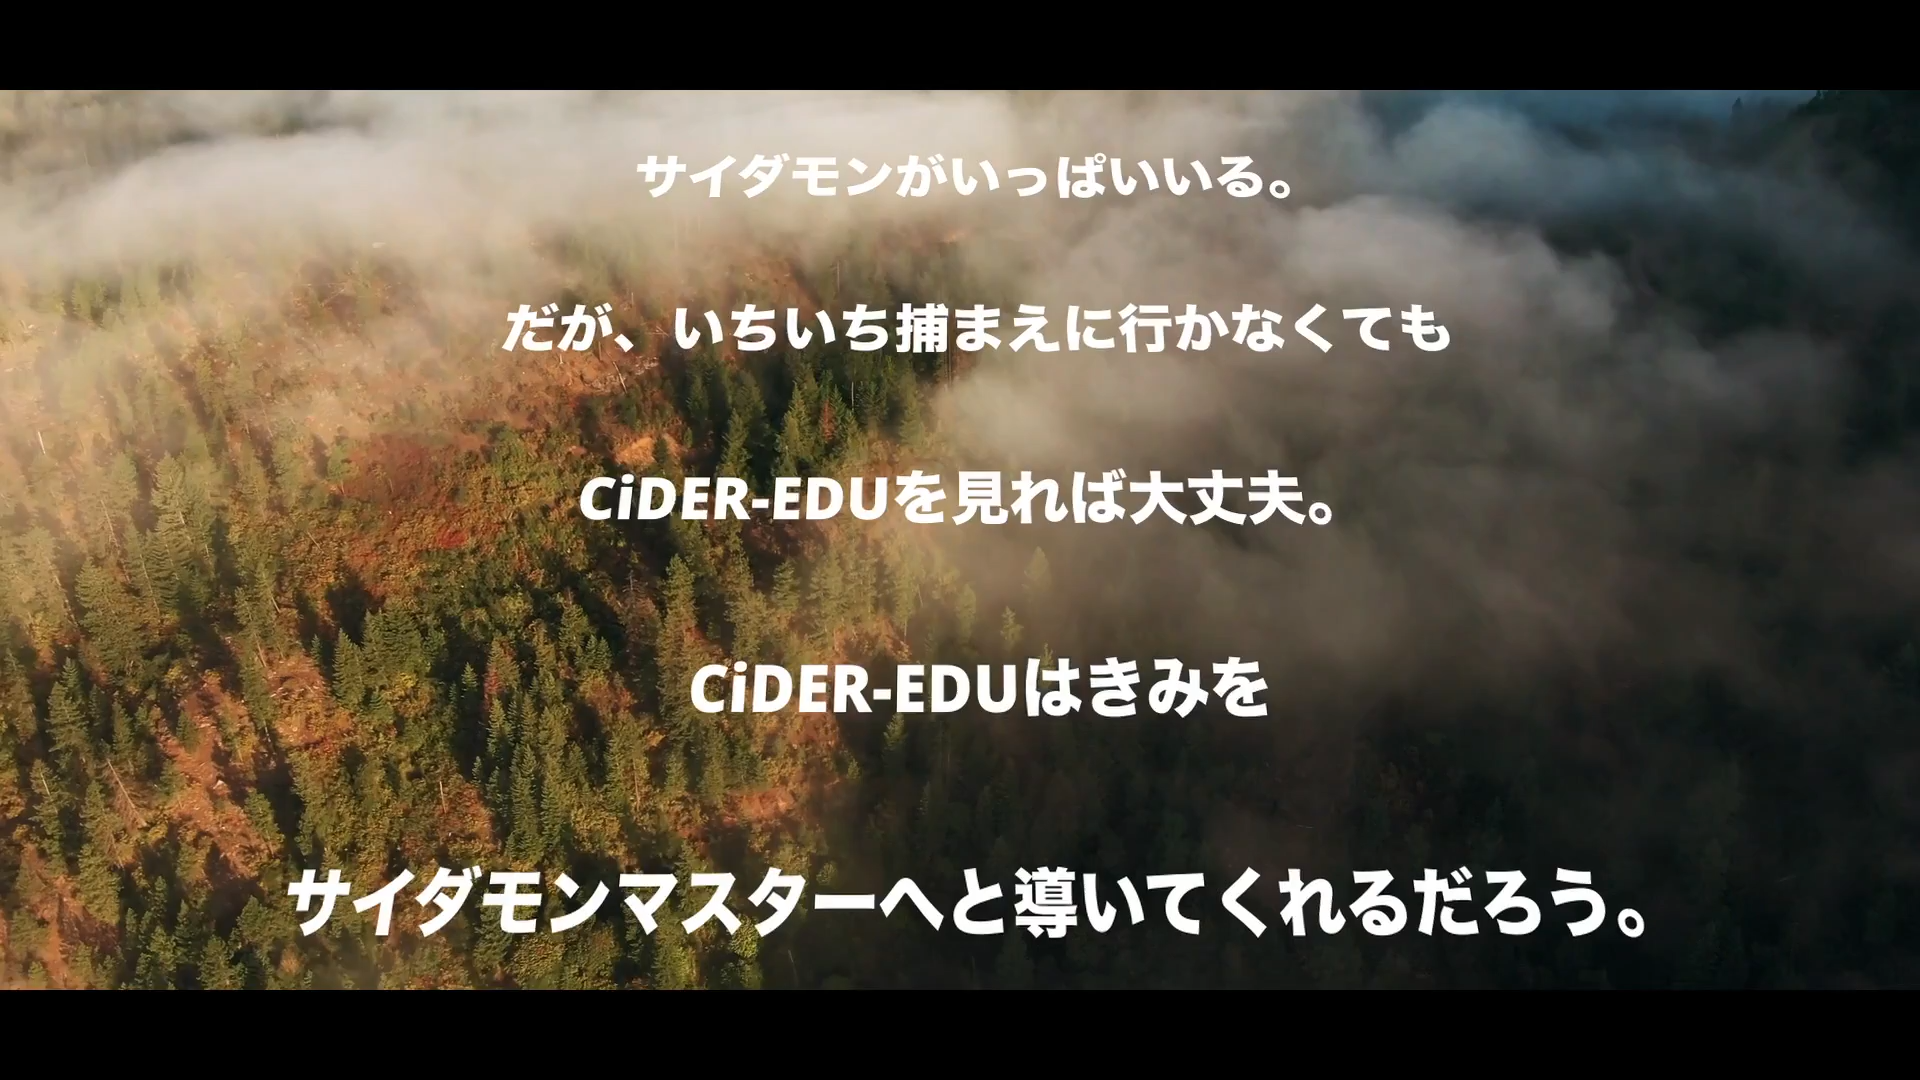 サイダモンがいっぱいいる。
だが、いちいち捕まえに行かなくても
CiDER-EDUを見れば大丈夫。
CiDER-EDUはきみを
サイダモンマスターへと導いてくれるだろう。